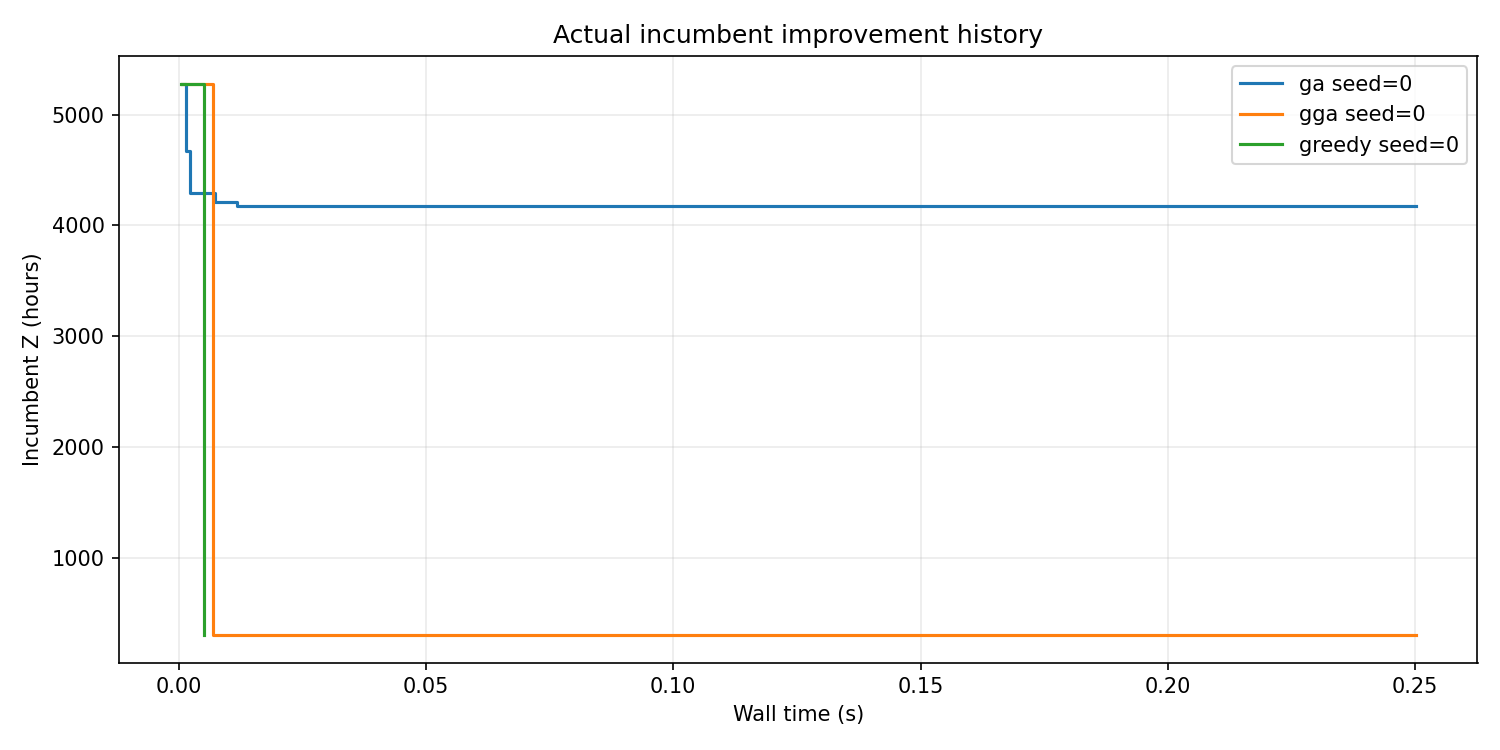 Actual incumbent improvement history
ga seed=0
gga seed=0
greedy seed=0
Incumbent Z (hours)
5000
4000
3000
2000
1000
0.00
0.05
0.10
0.15
0.20
0.25
Wall time (s)